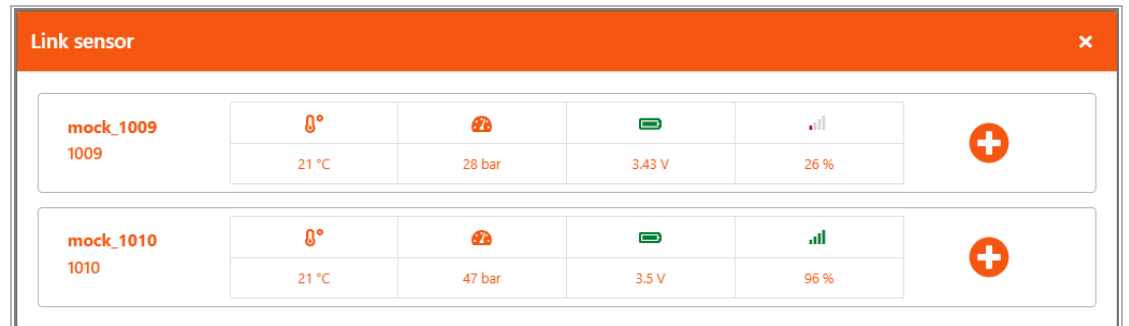 Link sensor
mock_1009
1009
21 °C
28 bar
3.43 V
26 %
mock_1010
1010
21 °C
47 bar
3.5 V
96 %